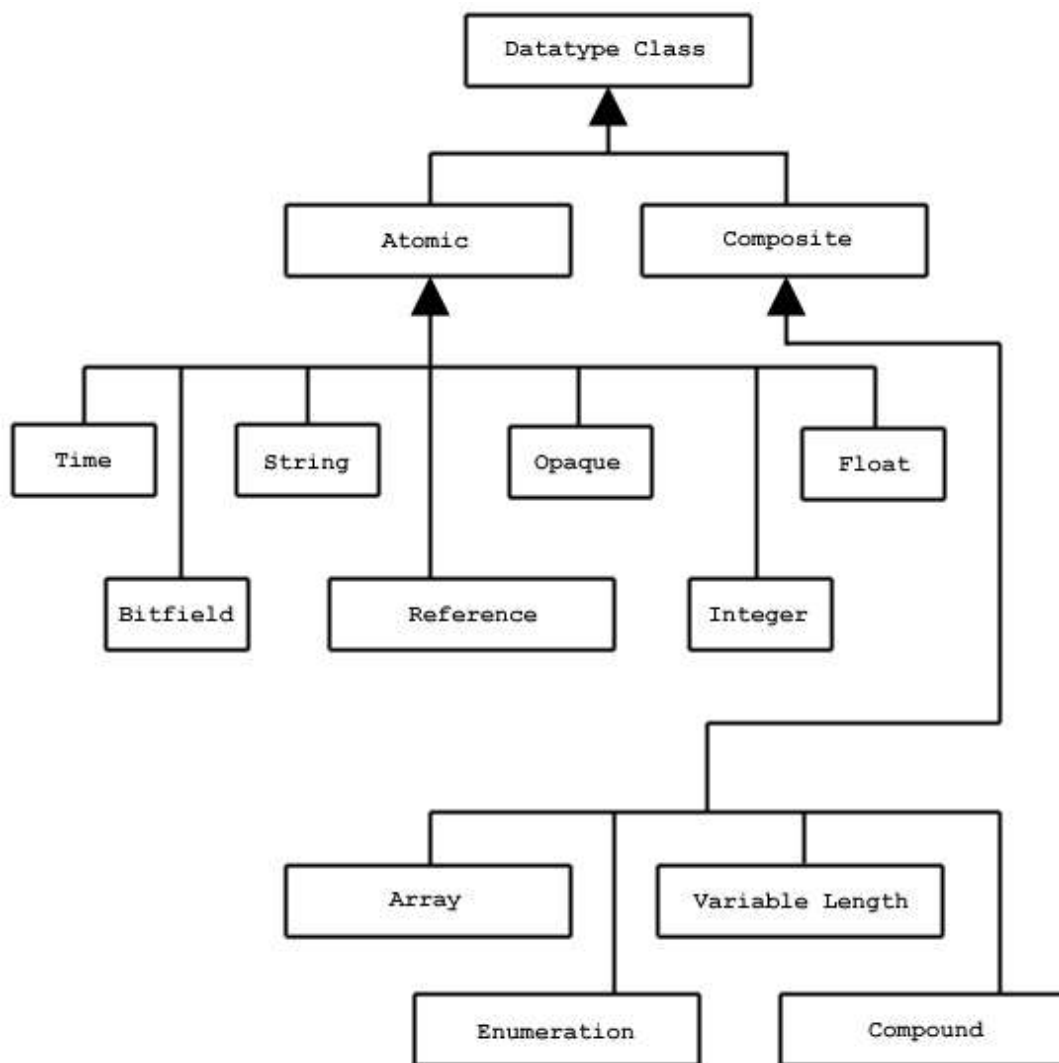 Datatype Class
Atomic
Composite
Time
String
Opaque
Float
Bitfield
Reference
Integer
Array
Variable Length
Enumeration
Compound